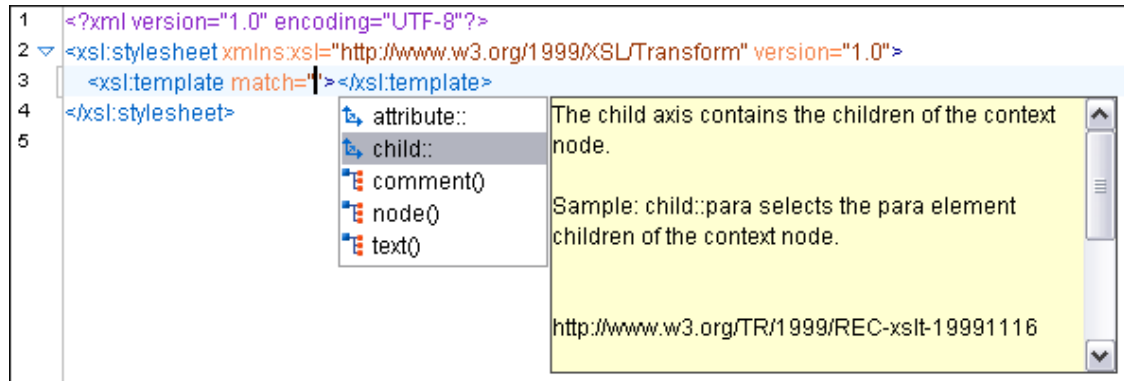 1 <?xml version="1.0" encoding="UTF-8"?>
2 <xsl:stylesheet xmlns:xsl="http://www.w3.org/1999/XSL/Transform" version="1.0">
3 <xsl:template match=""></xsl:template>
4 </xsl:stylesheet>
5
attribute::
child::
comment()
node()
text()
The child axis contains the children of the context
node.
Sample: child::para selects the para element
children of the context node.
http://www.w3.org/TR/1999/REC-xslt-19991116